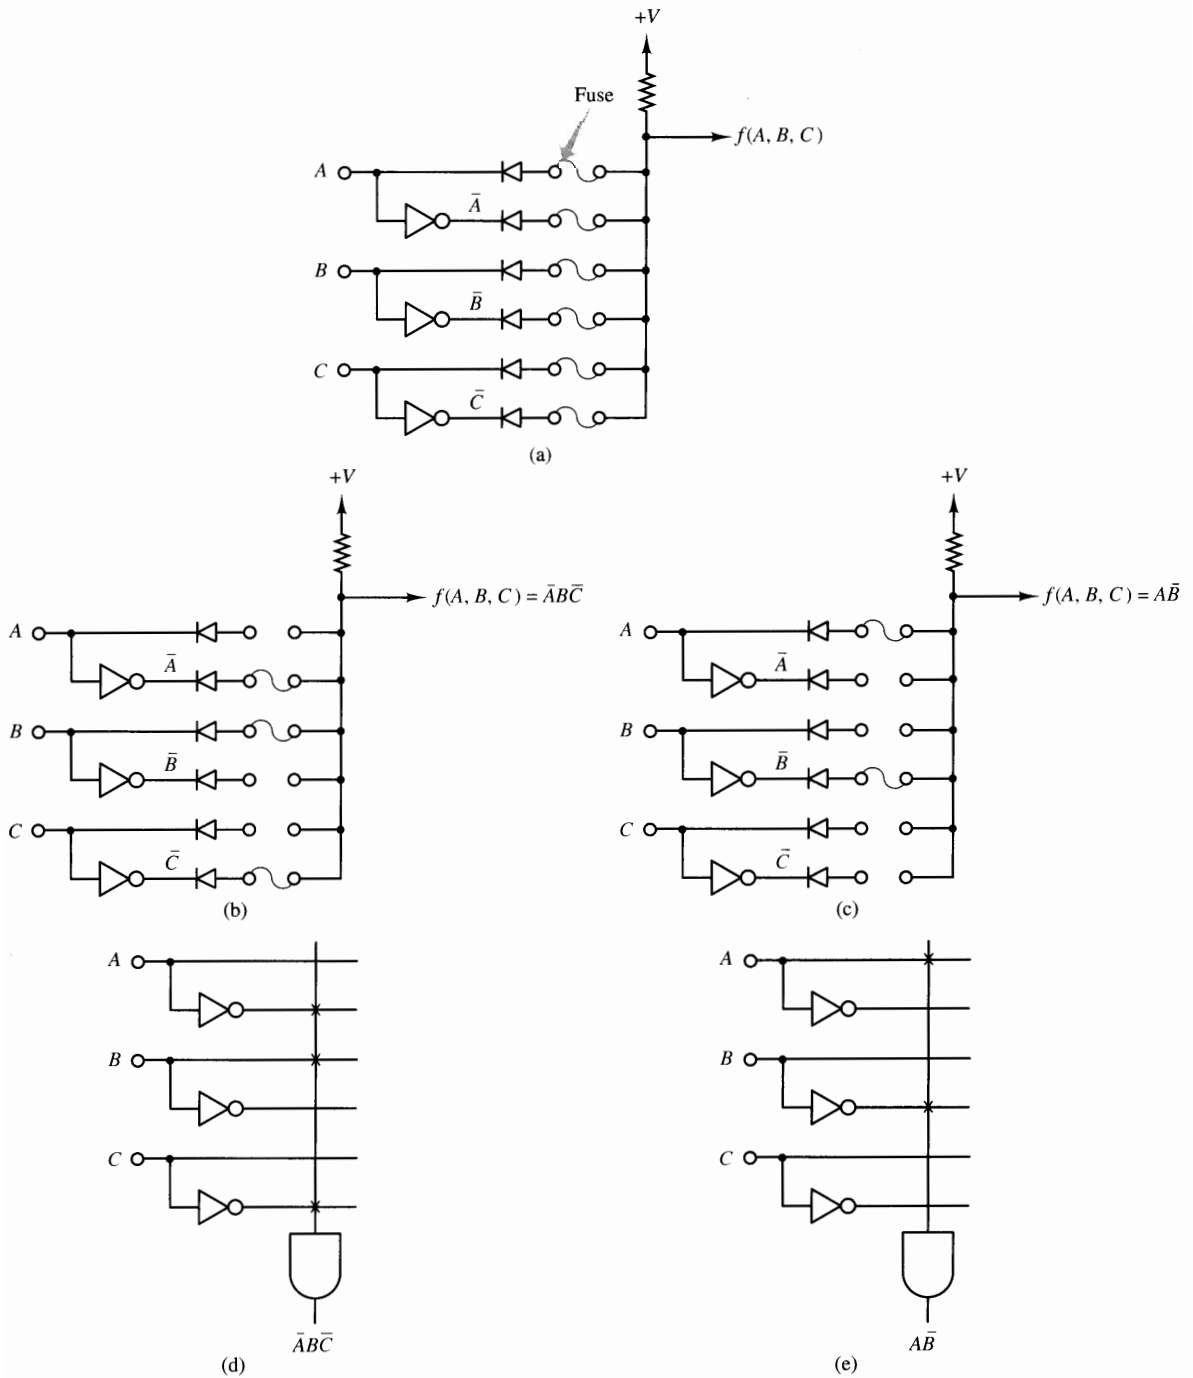 +V
Fuse
f(A, B, C)
A
Ā
B
B̄
C
C̄
(a)
+V
f(A, B, C) = ĀBC̄
A
Ā
B
B̄
C
C̄
(b)
+V
f(A, B, C) = AB̄
A
Ā
B
B̄
C
C̄
(c)
A
B
C
ĀBC̄
(d)
A
B
C
AB̄
(e)